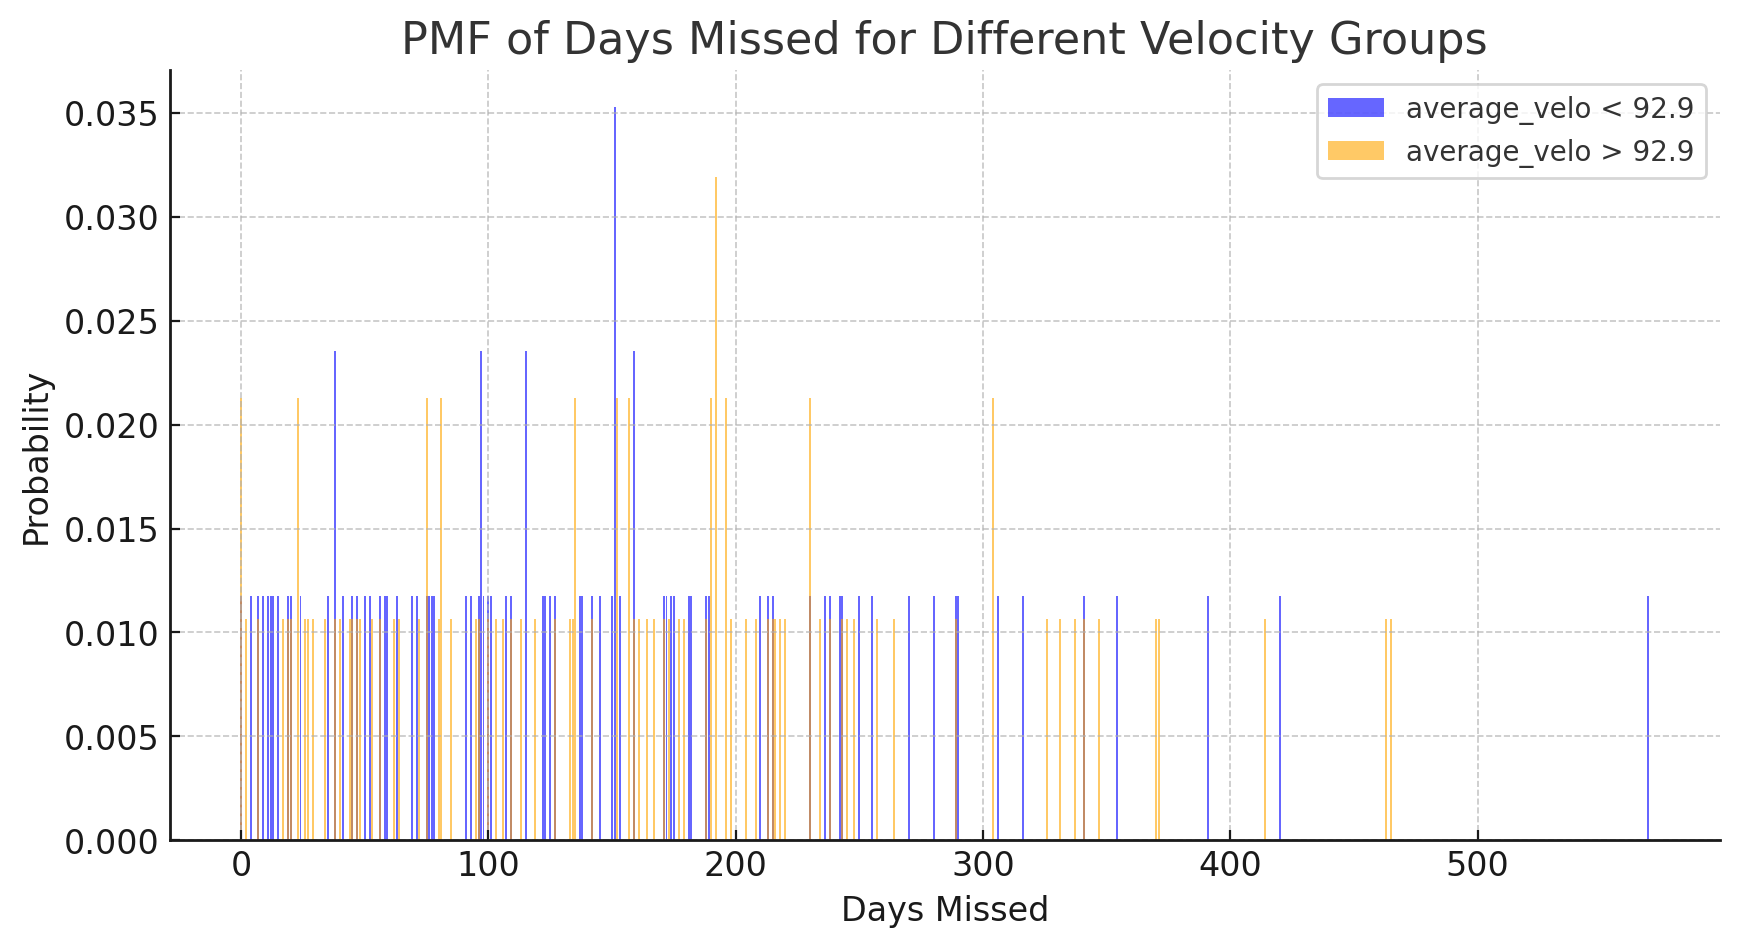 PMF of Days Missed for Different Velocity Groups
average_velo < 92.9
average_velo > 92.9
Probability
0.035
0.030
0.025
0.020
0.015
0.010
0.005
0.000
0 100 200 300 400 500
Days Missed